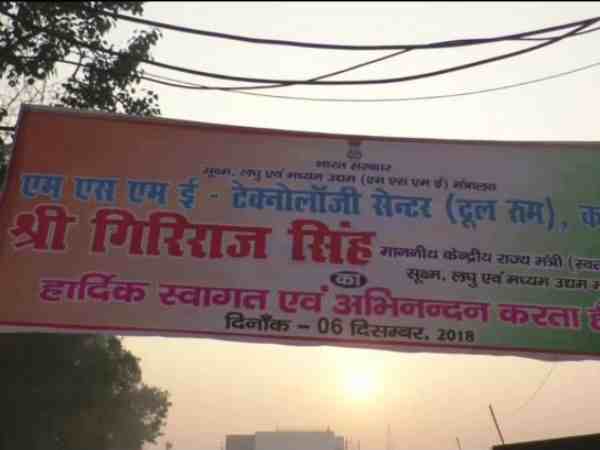 भारत सरकार
सूक्ष्म, लघु एवं मध्यम उद्यम (एम एस एम ई) मंत्रालय
एम एस एम ई - टेक्नोलॉजी सेन्टर (टूल रूम),
श्री गिरिराज सिंह माननीय केन्द्रीय राज्य मंत्री
सूक्ष्म, लघु एवं मध्यम उद्यम
का
हार्दिक स्वागत एवं अभिनन्दन करता
दिनाँक - 06 दिसम्बर, 2018